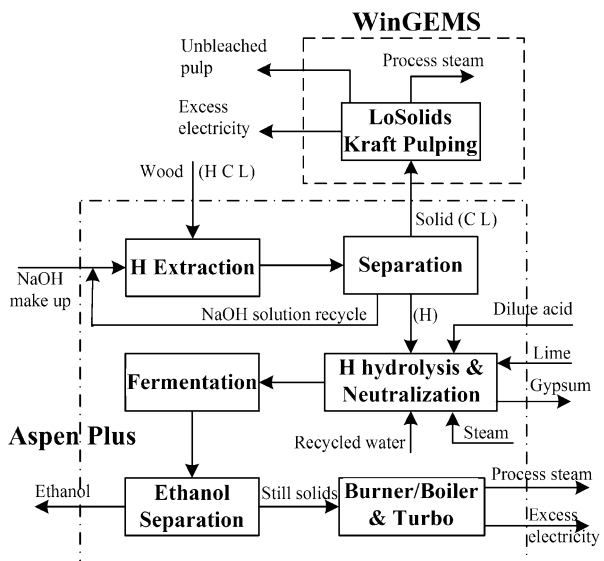 WinGEMS
Unbleached
pulp
Process steam
Excess
electricity
LoSolids
Kraft Pulping
Wood
(H C L)
Solid (C L)
H Extraction
Separation
NaOH
make up
NaOH solution recycle
(H)
Dilute acid
Lime
Gypsum
Fermentation
H hydrolysis &
Neutralization
Aspen Plus
Recycled water
Steam
Process steam
Ethanol
Ethanol
Separation
Still solids
Burner/Boiler
& Turbo
Excess
electricity